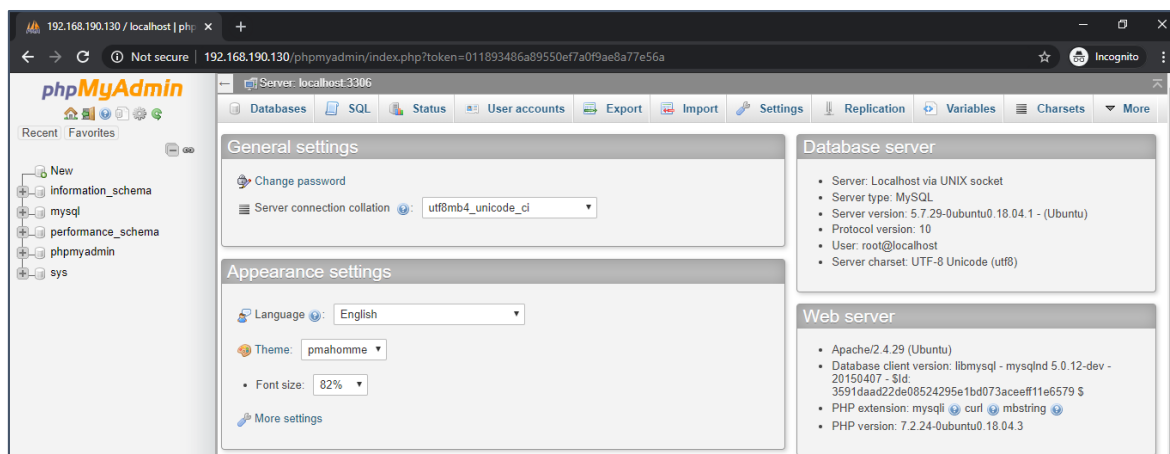 192.168.190.130 / localhost | php
Not secure | 192.168.190.130/phpmyadmin/index.php?token=011893486a89550ef7a0f9ae8a77e56a
Incognito
phpMyAdmin
Recent Favorites
New
information_schema
mysql
performance_schema
phpmyadmin
sys
Server: localhost:3306
Databases SQL Status User accounts Export Import Settings Replication Variables Charsets More
General settings
Change password
Server connection collation : utf8mb4_unicode_ci
Appearance settings
Language : English
Theme: pmahomme
• Font size: 82%
More settings
Database server
• Server: Localhost via UNIX socket
• Server type: MySQL
• Server version: 5.7.29-0ubuntu0.18.04.1 - (Ubuntu)
• Protocol version: 10
• User: root@localhost
• Server charset: UTF-8 Unicode (utf8)
Web server
• Apache/2.4.29 (Ubuntu)
• Database client version: libmysql - mysqlnd 5.0.12-dev -
20150407 - $Id:
3591daad22de08524295e1bd073aceeff11e6579 $
• PHP extension: mysqli curl mbstring
• PHP version: 7.2.24-0ubuntu0.18.04.3